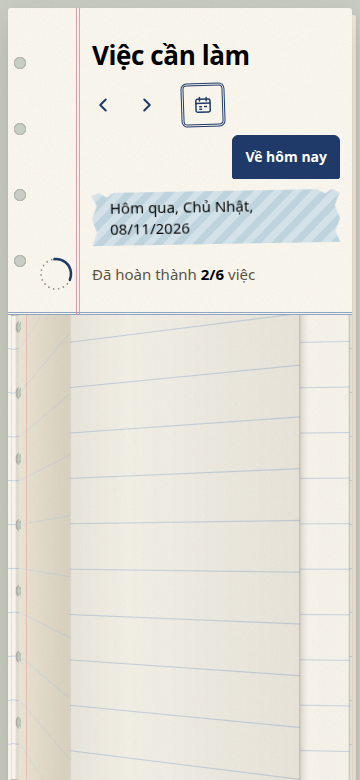 Việc cần làm
Về hôm nay
Hôm qua, Chủ Nhật,
08/11/2026
Đã hoàn thành 2/6 việc